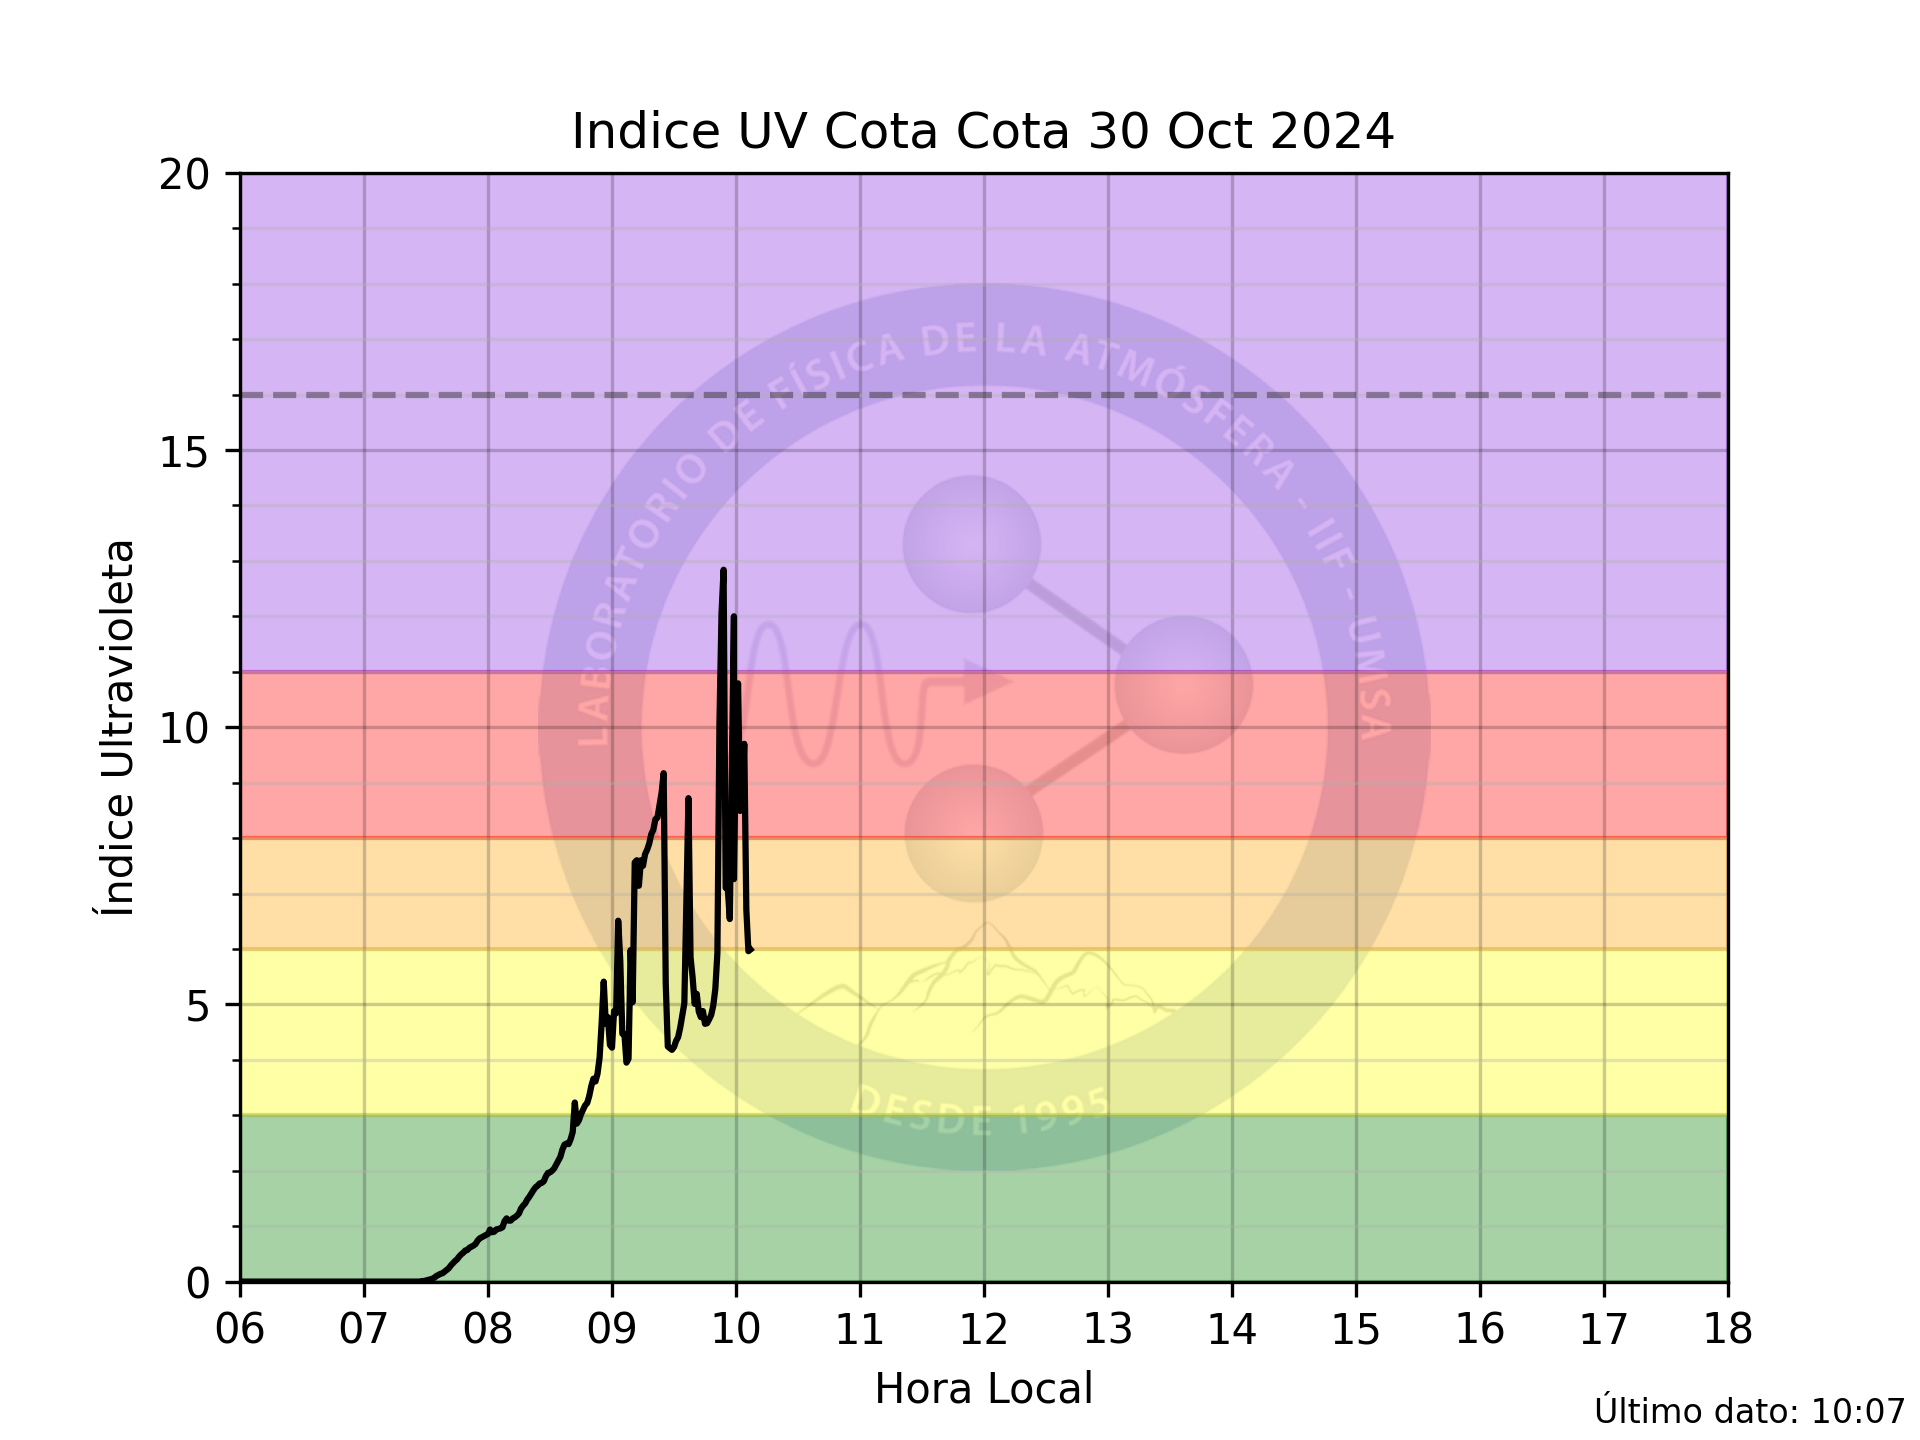 Indice UV Cota Cota 30 Oct 2024
20
15
10
5
0
Índice Ultravioleta
LABORATORIO DE FÍSICA DE LA ATMÓSFERA - IIF - UMSA
DESDE 1995
06 07 08 09 10 11 12 13 14 15 16 17 18
Hora Local
Último dato: 10:07